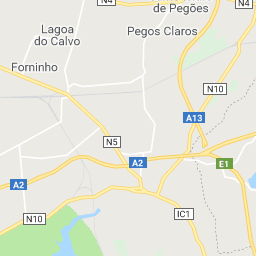 N4
N4
Lagoa
do Calvo
de Pegões
Pegos Claros
Forninho
N10
A13
N5
A2
E1
A2
N10
IC1